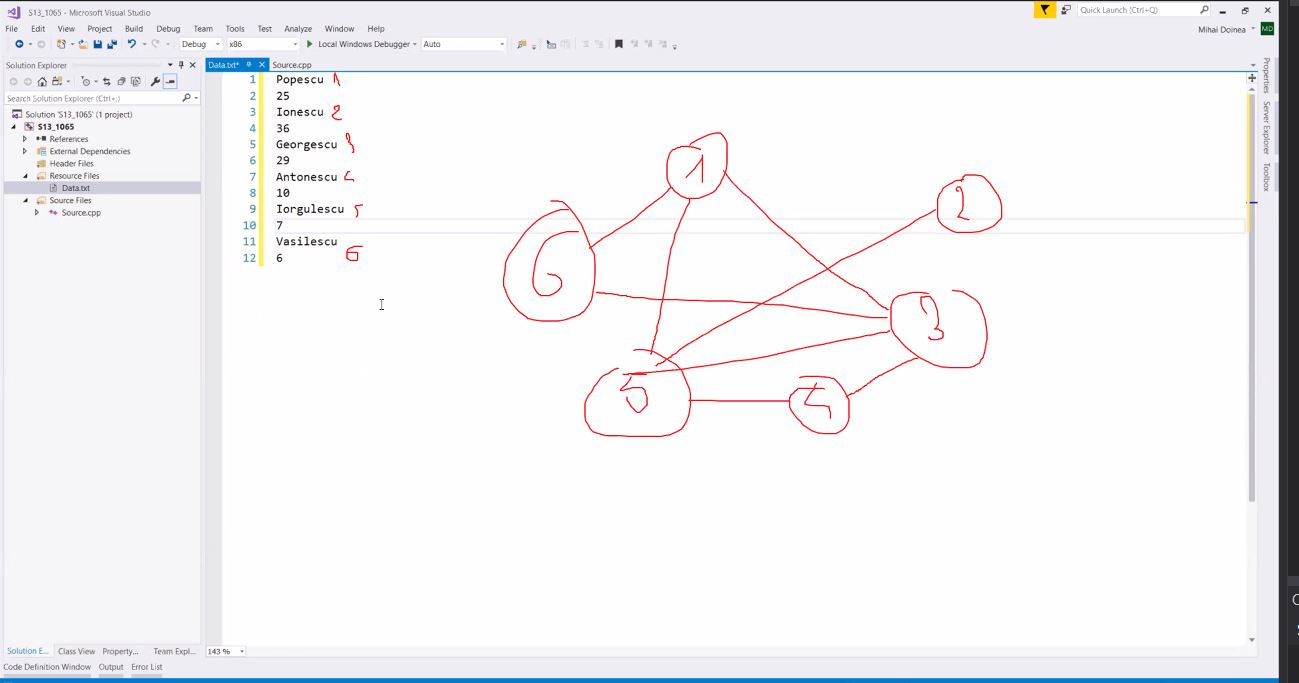 S13_1065 - Microsoft Visual Studio
Quick Launch (Ctrl+Q)
File Edit View Project Build Debug Team Tools Test Analyze Window Help
Mihai Doinea MD
Debug x86 Local Windows Debugger Auto
Solution Explorer
Data.txt* Source.cpp
Search Solution Explorer (Ctrl+;)
Solution 'S13_1065' (1 project)
S13_1065
References
External Dependencies
Header Files
Resource Files
Data.txt
Source Files
Source.cpp
1 Popescu 1
2 25
3 Ionescu 2
4 36
5 Georgescu 3
6 29
7 Antonescu 4
8 10
9 Iorgulescu 5
10 7
11 Vasilescu 6
12 6
1
2
6
3
5
4
Properties
Server Explorer
Toolbox
143 %
Solution E... Class View Property... Team Expl...
Code Definition Window Output Error List